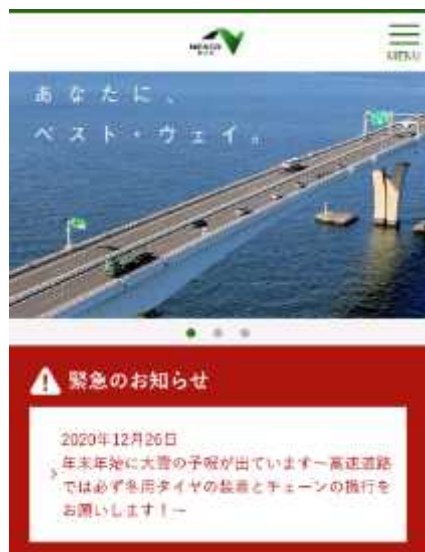 NEXCO
MENU
あなたに、
ベスト・ウェイ。
緊急のお知らせ
2020年12月26日
年末年始に大雪の予報が出ています～高速道路
では必ず冬用タイヤの装着とチェーンの携行を
お願いします！～